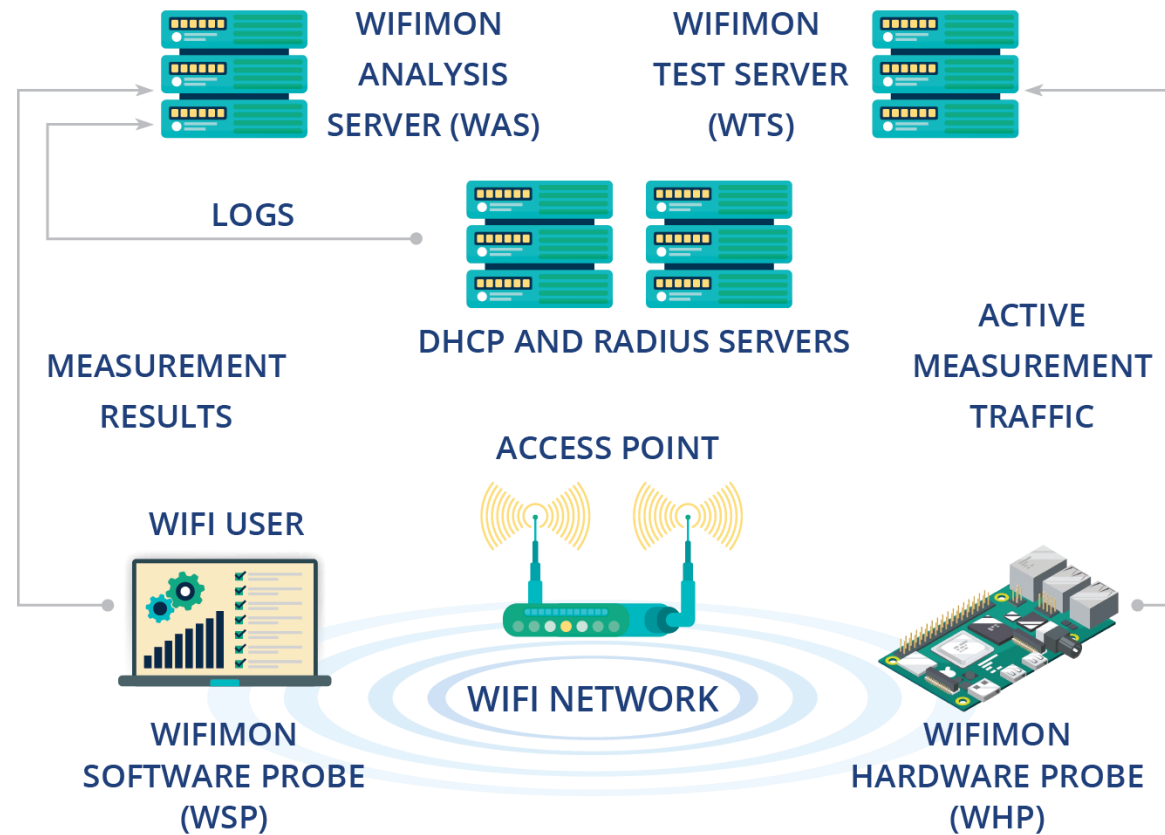 WIFIMON
ANALYSIS
SERVER (WAS)
WIFIMON
TEST SERVER
(WTS)
LOGS
DHCP AND RADIUS SERVERS
MEASUREMENT
RESULTS
ACTIVE
MEASUREMENT
TRAFFIC
ACCESS POINT
WIFI USER
WIFI NETWORK
WIFIMON
SOFTWARE PROBE
(WSP)
WIFIMON
HARDWARE PROBE
(WHP)